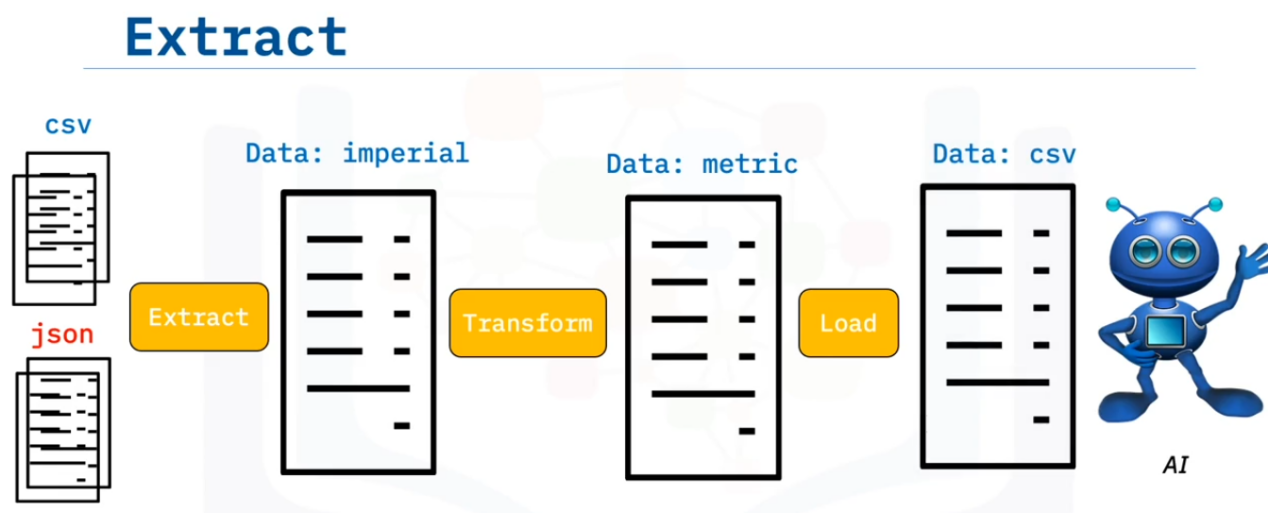 Extract
csv
json
Extract
Data: imperial
Transform
Data: metric
Load
Data: csv
AI